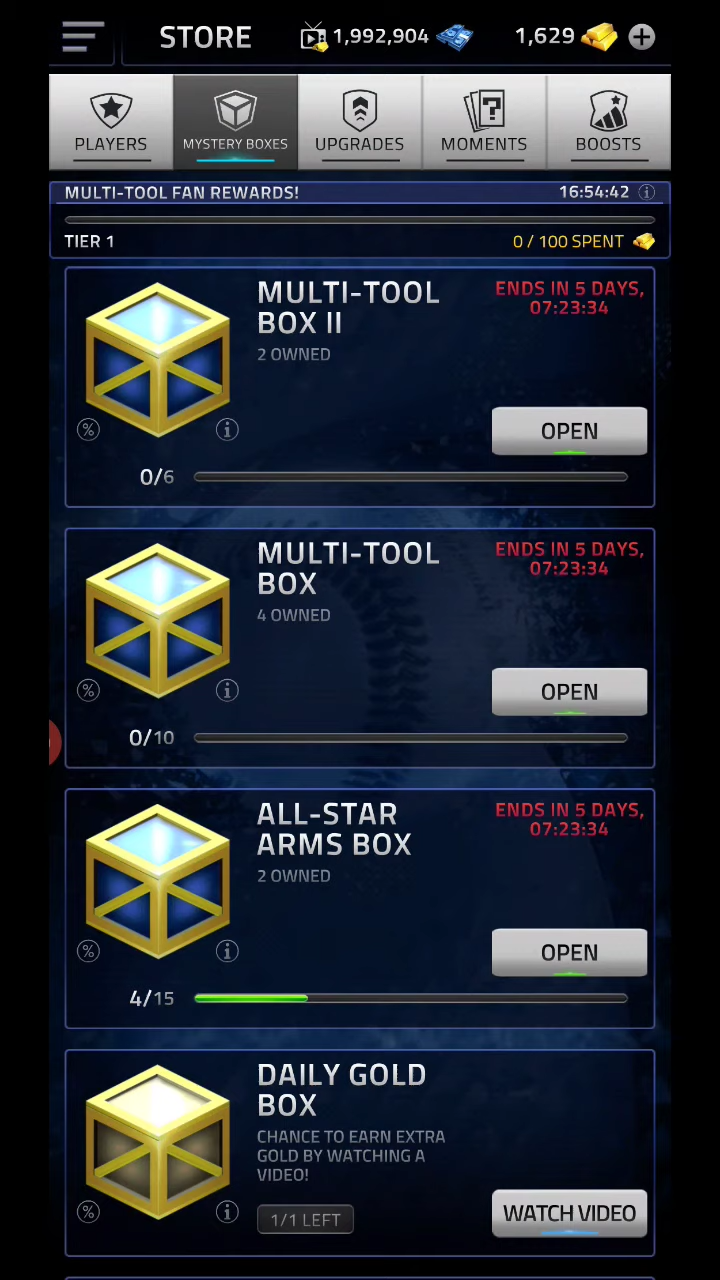 STORE
1,992,904
1,629
PLAYERS
MYSTERY BOXES
UPGRADES
MOMENTS
BOOSTS
MULTI-TOOL FAN REWARDS!
16:54:42
TIER 1
0 / 100 SPENT
MULTI-TOOL
BOX II
2 OWNED
ENDS IN 5 DAYS,
07:23:34
OPEN
0/6
MULTI-TOOL
BOX
4 OWNED
ENDS IN 5 DAYS,
07:23:34
OPEN
0/10
ALL-STAR
ARMS BOX
2 OWNED
ENDS IN 5 DAYS,
07:23:34
OPEN
4/15
DAILY GOLD
BOX
CHANCE TO EARN EXTRA
GOLD BY WATCHING A
VIDEO!
1/1 LEFT
WATCH VIDEO